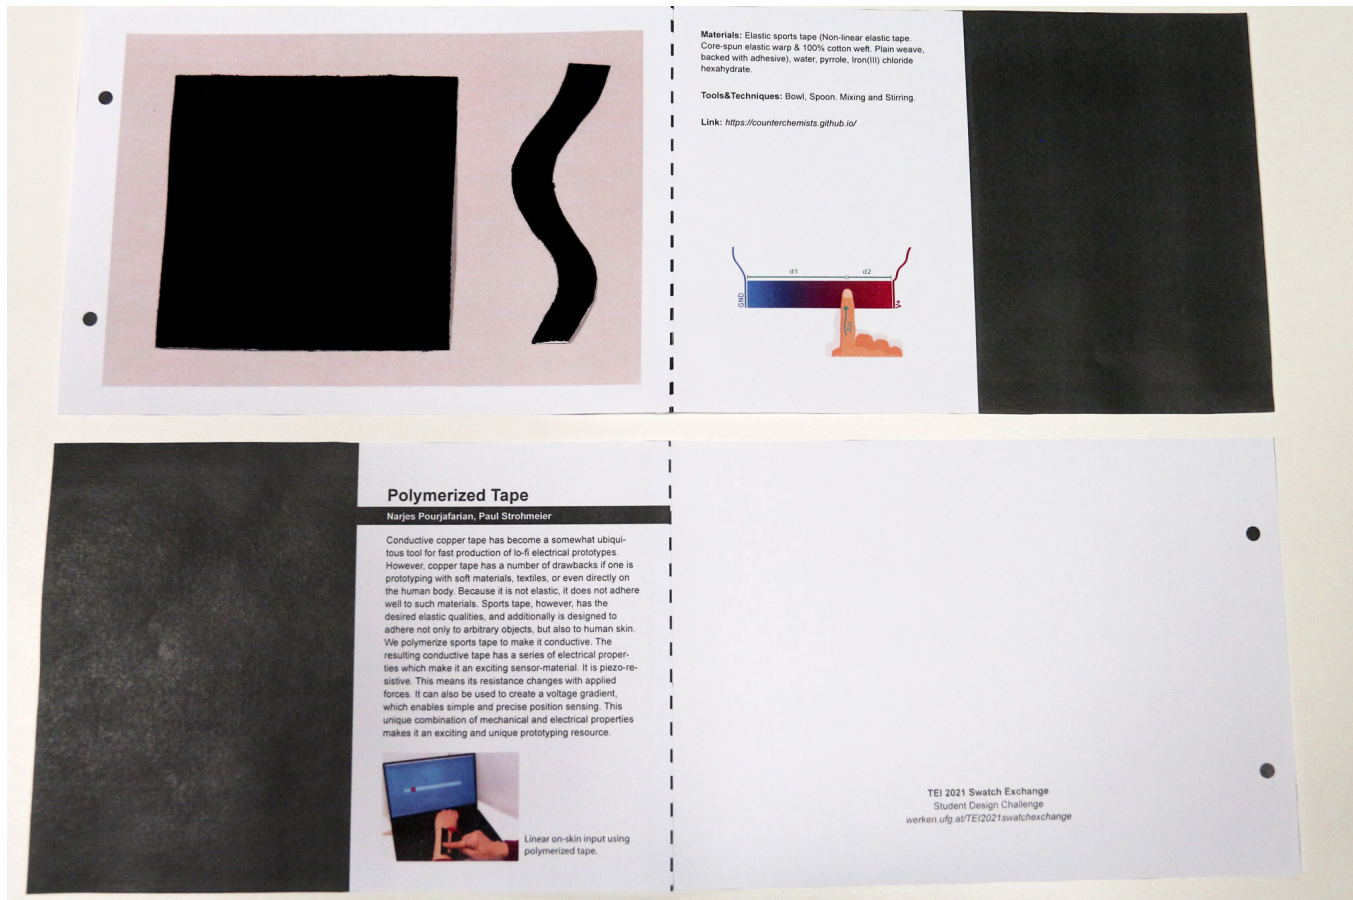 Materials: Elastic sports tape (Non-linear elastic tape.
Core-spun elastic warp & 100% cotton weft. Plain weave,
backed with adhesive), water, pyrrole, Iron(III) chloride
hexahydrate.
Tools&Techniques: Bowl, Spoon. Mixing and Stirring.
Link: https://counterchemists.github.io/
d1
d2
GND
V+
Polymerized Tape
Narjes Pourjafarian, Paul Strohmeier
Conductive copper tape has become a somewhat ubiqui-
tous tool for fast production of lo-fi electrical prototypes.
However, copper tape has a number of drawbacks if one is
prototyping with soft materials, textiles, or even directly on
the human body. Because it is not elastic, it does not adhere
well to such materials. Sports tape, however, has the
desired elastic qualities, and additionally is designed to
adhere not only to arbitrary objects, but also to human skin.
We polymerize sports tape to make it conductive. The
resulting conductive tape has a series of electrical proper-
ties which make it an exciting sensor-material. It is piezo-re-
sistive. This means its resistance changes with applied
forces. It can also be used to create a voltage gradient,
which enables simple and precise position sensing. This
unique combination of mechanical and electrical properties
makes it an exciting and unique prototyping resource.
Linear on-skin input using
polymerized tape.
TEI 2021 Swatch Exchange
Student Design Challenge
werken.ufg.at/TEI2021swatchexchange